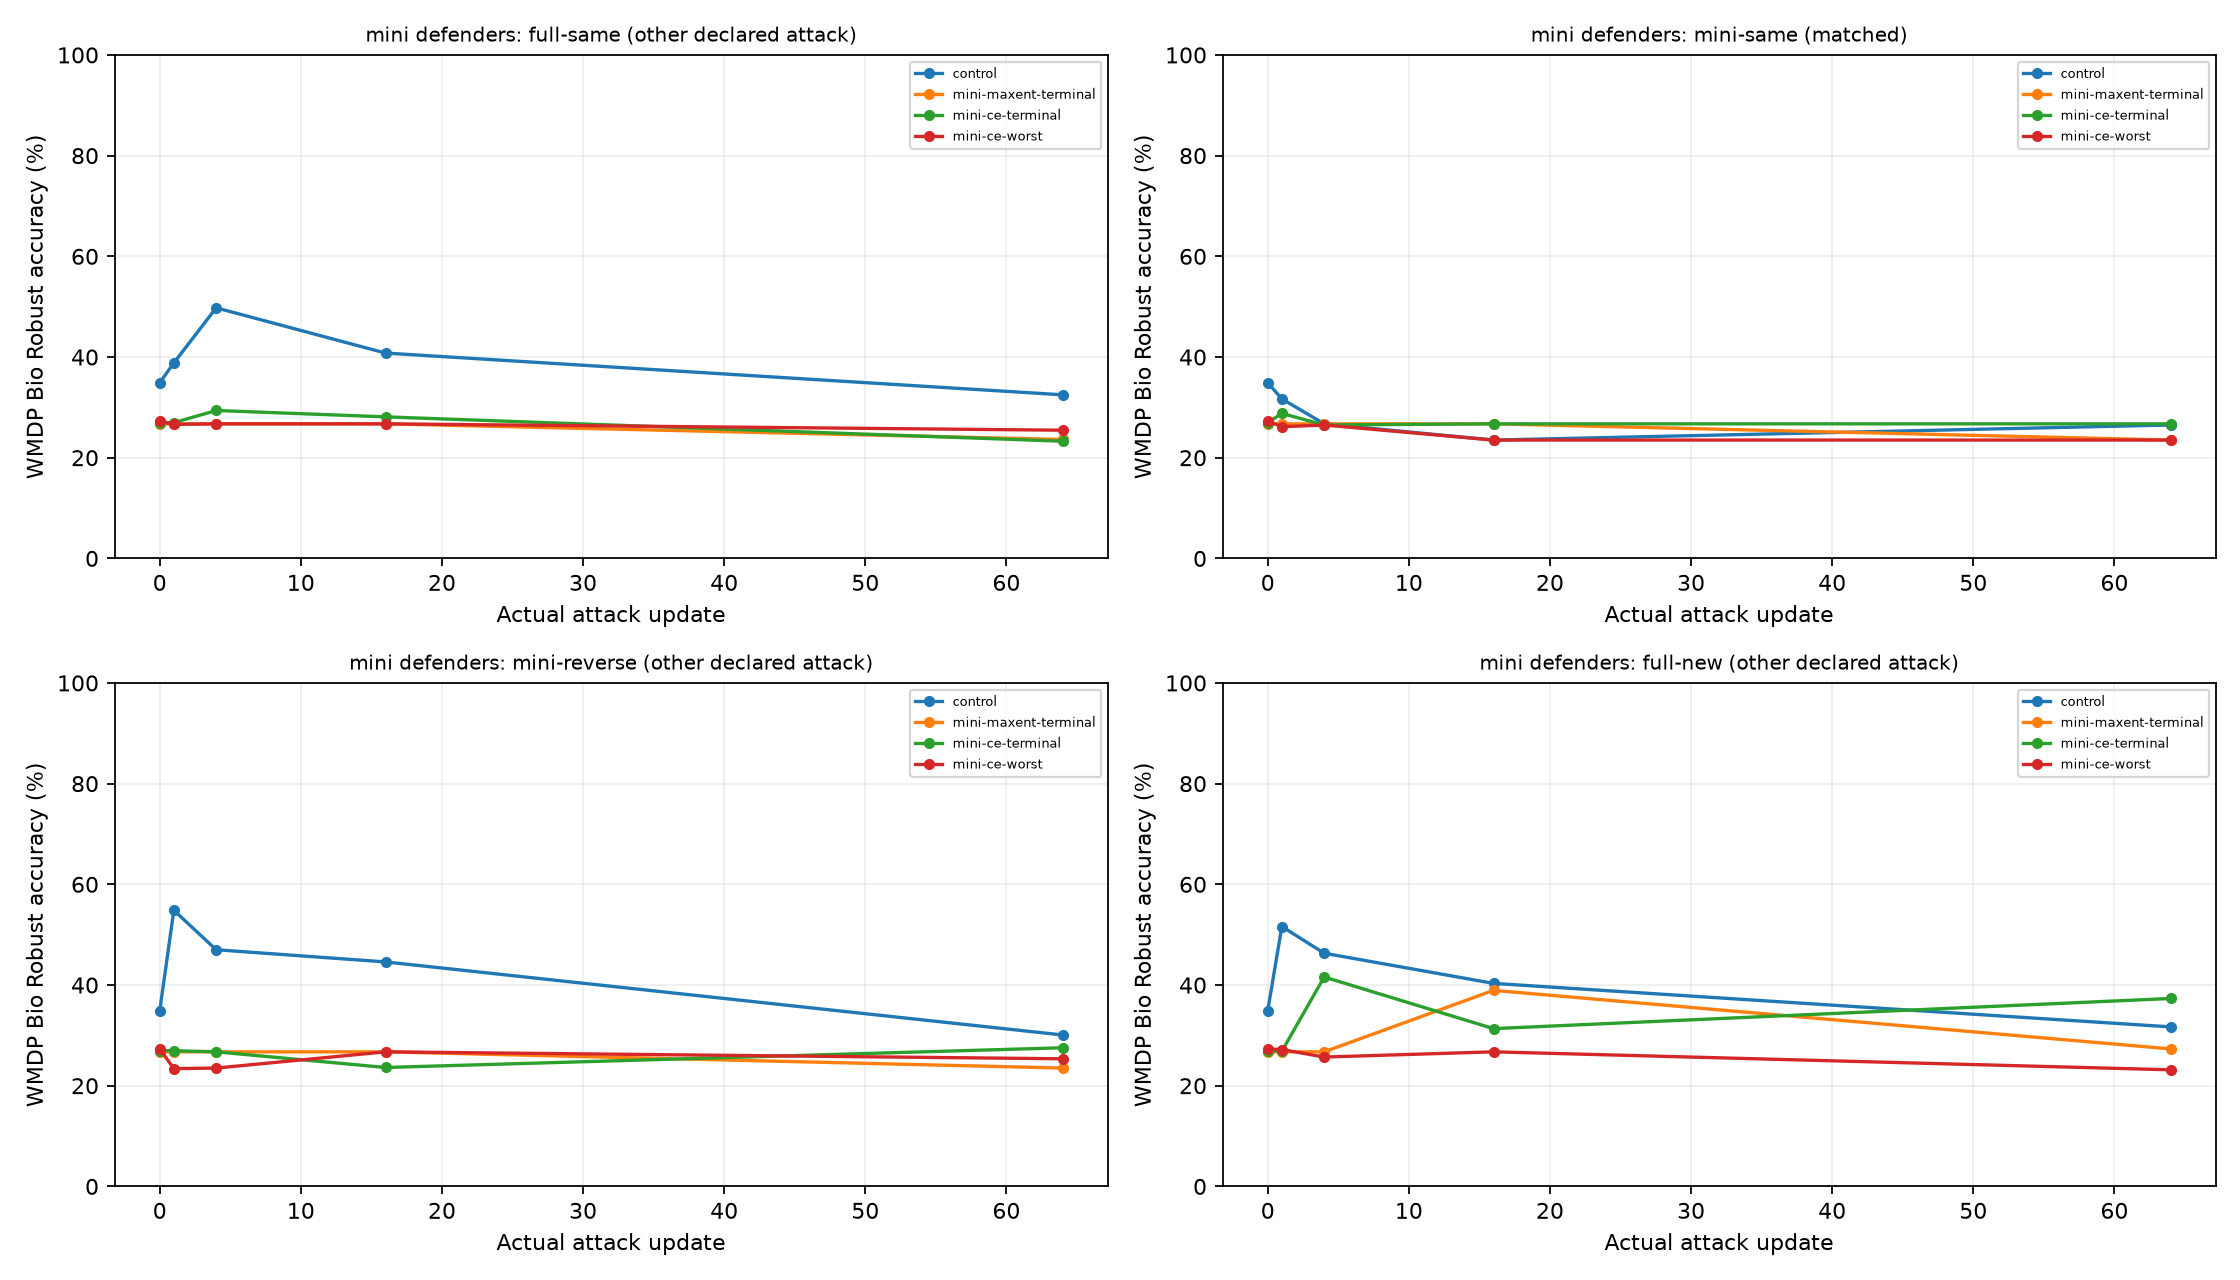 mini defenders: full-same (other declared attack)
WMDP Bio Robust accuracy (%)
100
80
60
40
20
0
control
mini-maxent-terminal
mini-ce-terminal
mini-ce-worst
0 10 20 30 40 50 60
Actual attack update
mini defenders: mini-same (matched)
WMDP Bio Robust accuracy (%)
100
80
60
40
20
0
control
mini-maxent-terminal
mini-ce-terminal
mini-ce-worst
0 10 20 30 40 50 60
Actual attack update
mini defenders: mini-reverse (other declared attack)
WMDP Bio Robust accuracy (%)
100
80
60
40
20
0
control
mini-maxent-terminal
mini-ce-terminal
mini-ce-worst
0 10 20 30 40 50 60
Actual attack update
mini defenders: full-new (other declared attack)
WMDP Bio Robust accuracy (%)
100
80
60
40
20
0
control
mini-maxent-terminal
mini-ce-terminal
mini-ce-worst
0 10 20 30 40 50 60
Actual attack update